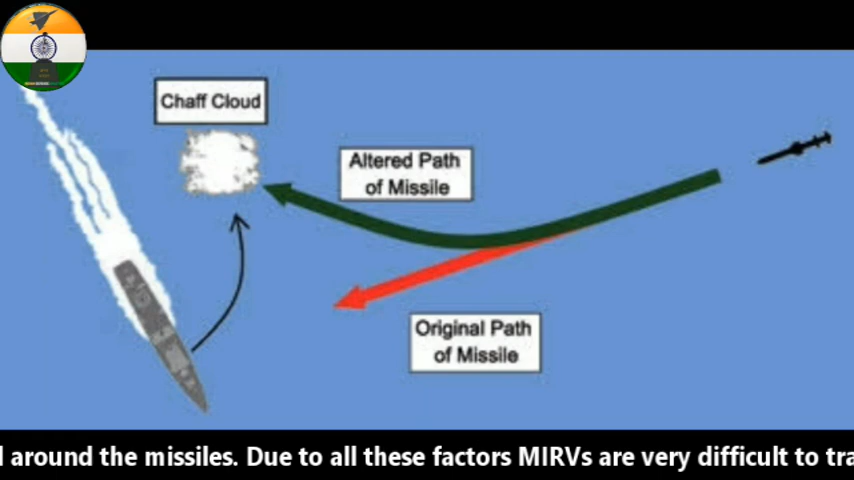 Chaff Cloud
Altered Path
of Missile
Original Path
of Missile
around the missiles. Due to all these factors MIRVs are very difficult to